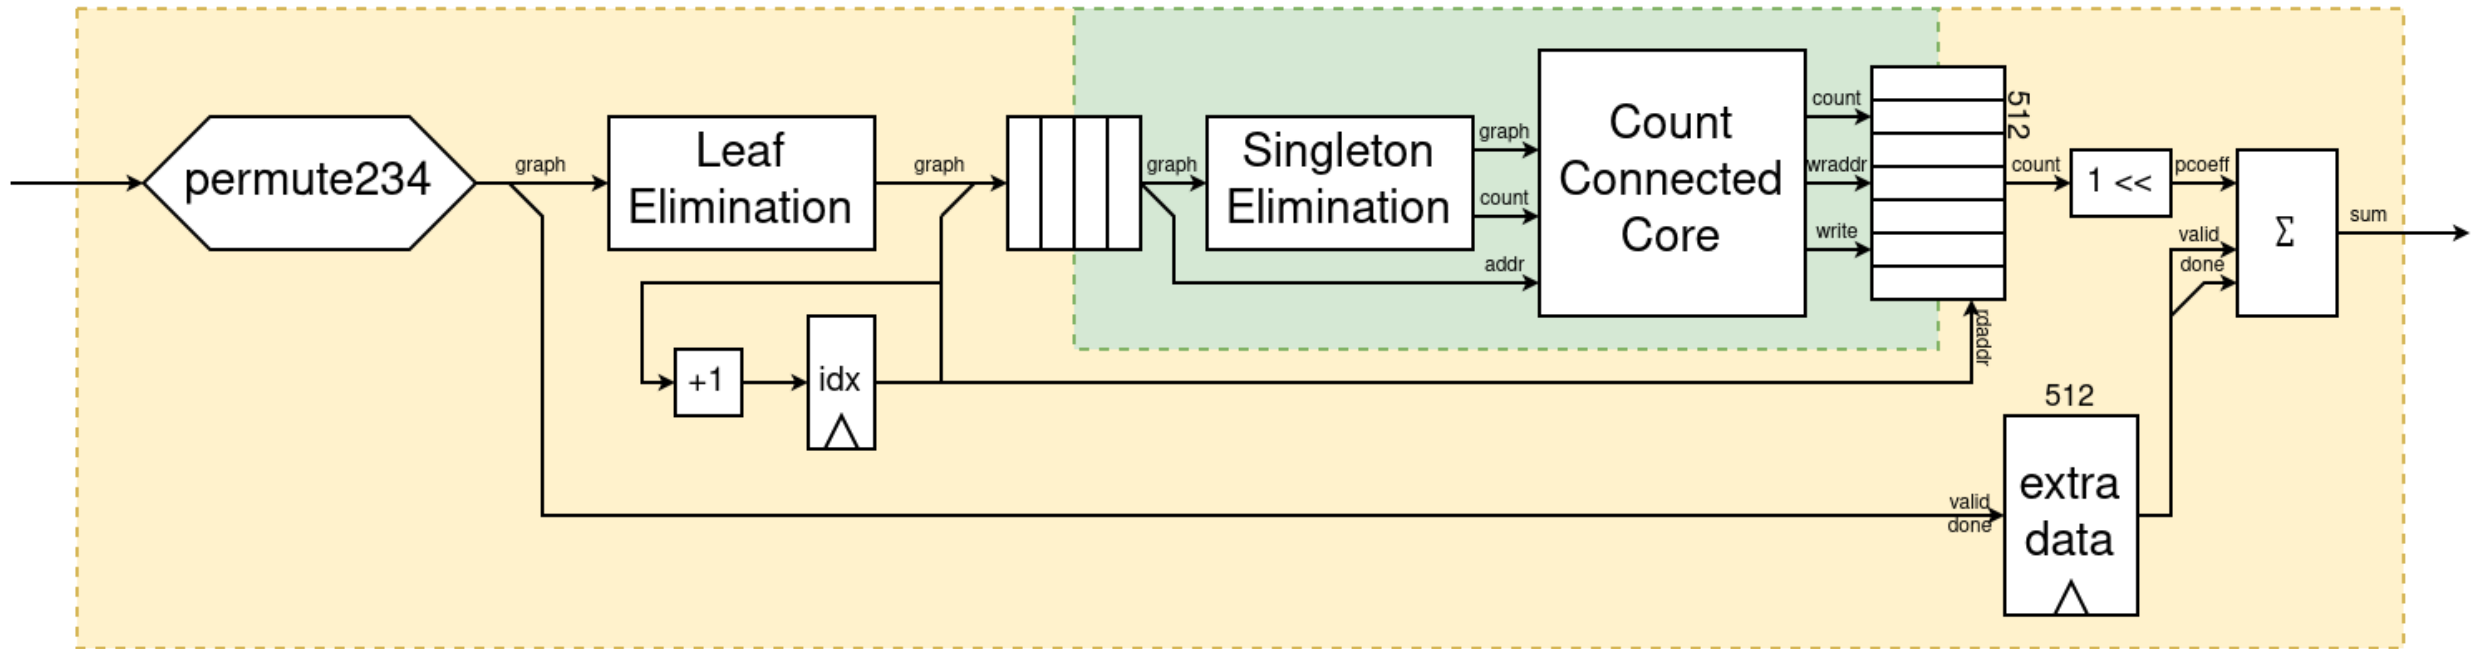 permute234
graph
Leaf
Elimination
graph
graph
Singleton
Elimination
graph
count
addr
Count
Connected
Core
count
wraddr
write
512
count
1 <<
pcoeff
valid
done
Σ
sum
rdaddr
+1
idx
512
valid
done
extra
data